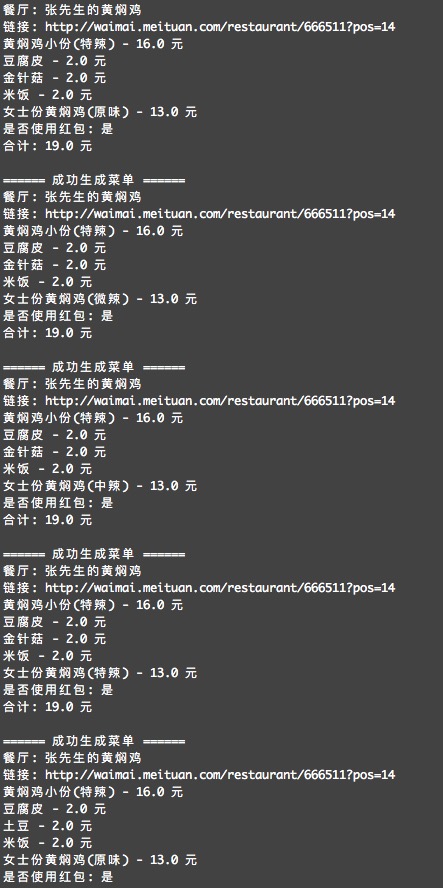 餐厅: 张先生的黄焖鸡
链接: http://waimai.meituan.com/restaurant/666511?pos=14
黄焖鸡小份(特辣) - 16.0 元
豆腐皮 - 2.0 元
金针菇 - 2.0 元
米饭 - 2.0 元
女士份黄焖鸡(原味) - 13.0 元
是否使用红包: 是
合计: 19.0 元
====== 成功生成菜单 ======
餐厅: 张先生的黄焖鸡
链接: http://waimai.meituan.com/restaurant/666511?pos=14
黄焖鸡小份(特辣) - 16.0 元
豆腐皮 - 2.0 元
金针菇 - 2.0 元
米饭 - 2.0 元
女士份黄焖鸡(微辣) - 13.0 元
是否使用红包: 是
合计: 19.0 元
====== 成功生成菜单 ======
餐厅: 张先生的黄焖鸡
链接: http://waimai.meituan.com/restaurant/666511?pos=14
黄焖鸡小份(特辣) - 16.0 元
豆腐皮 - 2.0 元
金针菇 - 2.0 元
米饭 - 2.0 元
女士份黄焖鸡(中辣) - 13.0 元
是否使用红包: 是
合计: 19.0 元
====== 成功生成菜单 ======
餐厅: 张先生的黄焖鸡
链接: http://waimai.meituan.com/restaurant/666511?pos=14
黄焖鸡小份(特辣) - 16.0 元
豆腐皮 - 2.0 元
金针菇 - 2.0 元
米饭 - 2.0 元
女士份黄焖鸡(特辣) - 13.0 元
是否使用红包: 是
合计: 19.0 元
====== 成功生成菜单 ======
餐厅: 张先生的黄焖鸡
链接: http://waimai.meituan.com/restaurant/666511?pos=14
黄焖鸡小份(特辣) - 16.0 元
豆腐皮 - 2.0 元
土豆 - 2.0 元
米饭 - 2.0 元
女士份黄焖鸡(原味) - 13.0 元
是否使用红包: 是